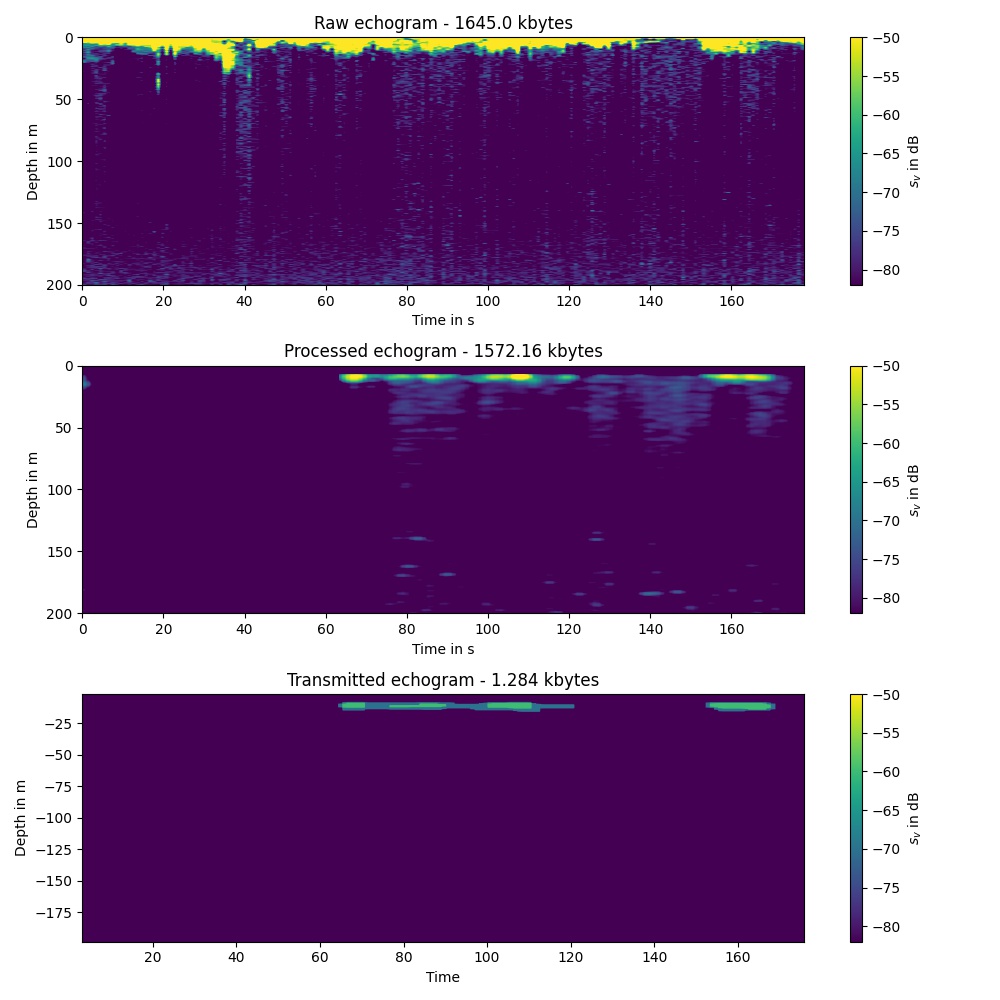 Raw echogram - 1645.0 kbytes
0
50
100
150
200
Depth in m
0 20 40 60 80 100 120 140 160
Time in s
−50
−55
−60
−65
−70
−75
−80
sv in dB
Processed echogram - 1572.16 kbytes
0
50
100
150
200
Depth in m
0 20 40 60 80 100 120 140 160
Time in s
−50
−55
−60
−65
−70
−75
−80
sv in dB
Transmitted echogram - 1.284 kbytes
−25
−50
−75
−100
−125
−150
−175
Depth in m
20 40 60 80 100 120 140 160
Time
−50
−55
−60
−65
−70
−75
−80
sv in dB